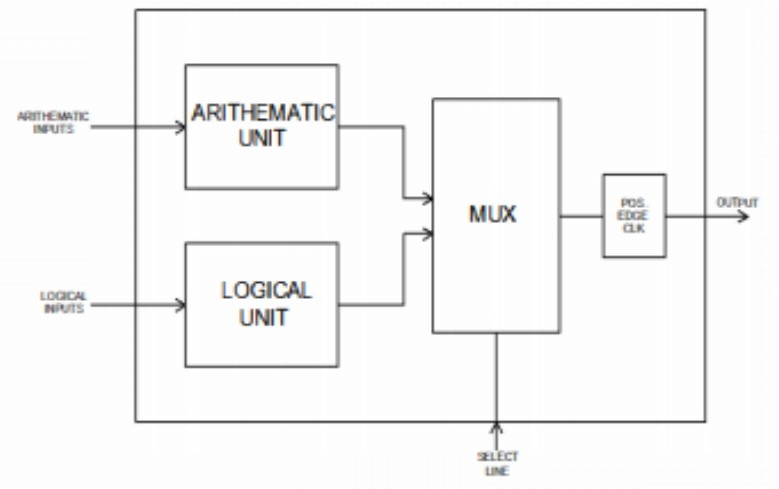 ARITHEMATIC
INPUTS
ARITHEMATIC
UNIT
LOGICAL
INPUTS
LOGICAL
UNIT
MUX
POS.
EDGE
CLK
OUTPUT
SELECT
LINE